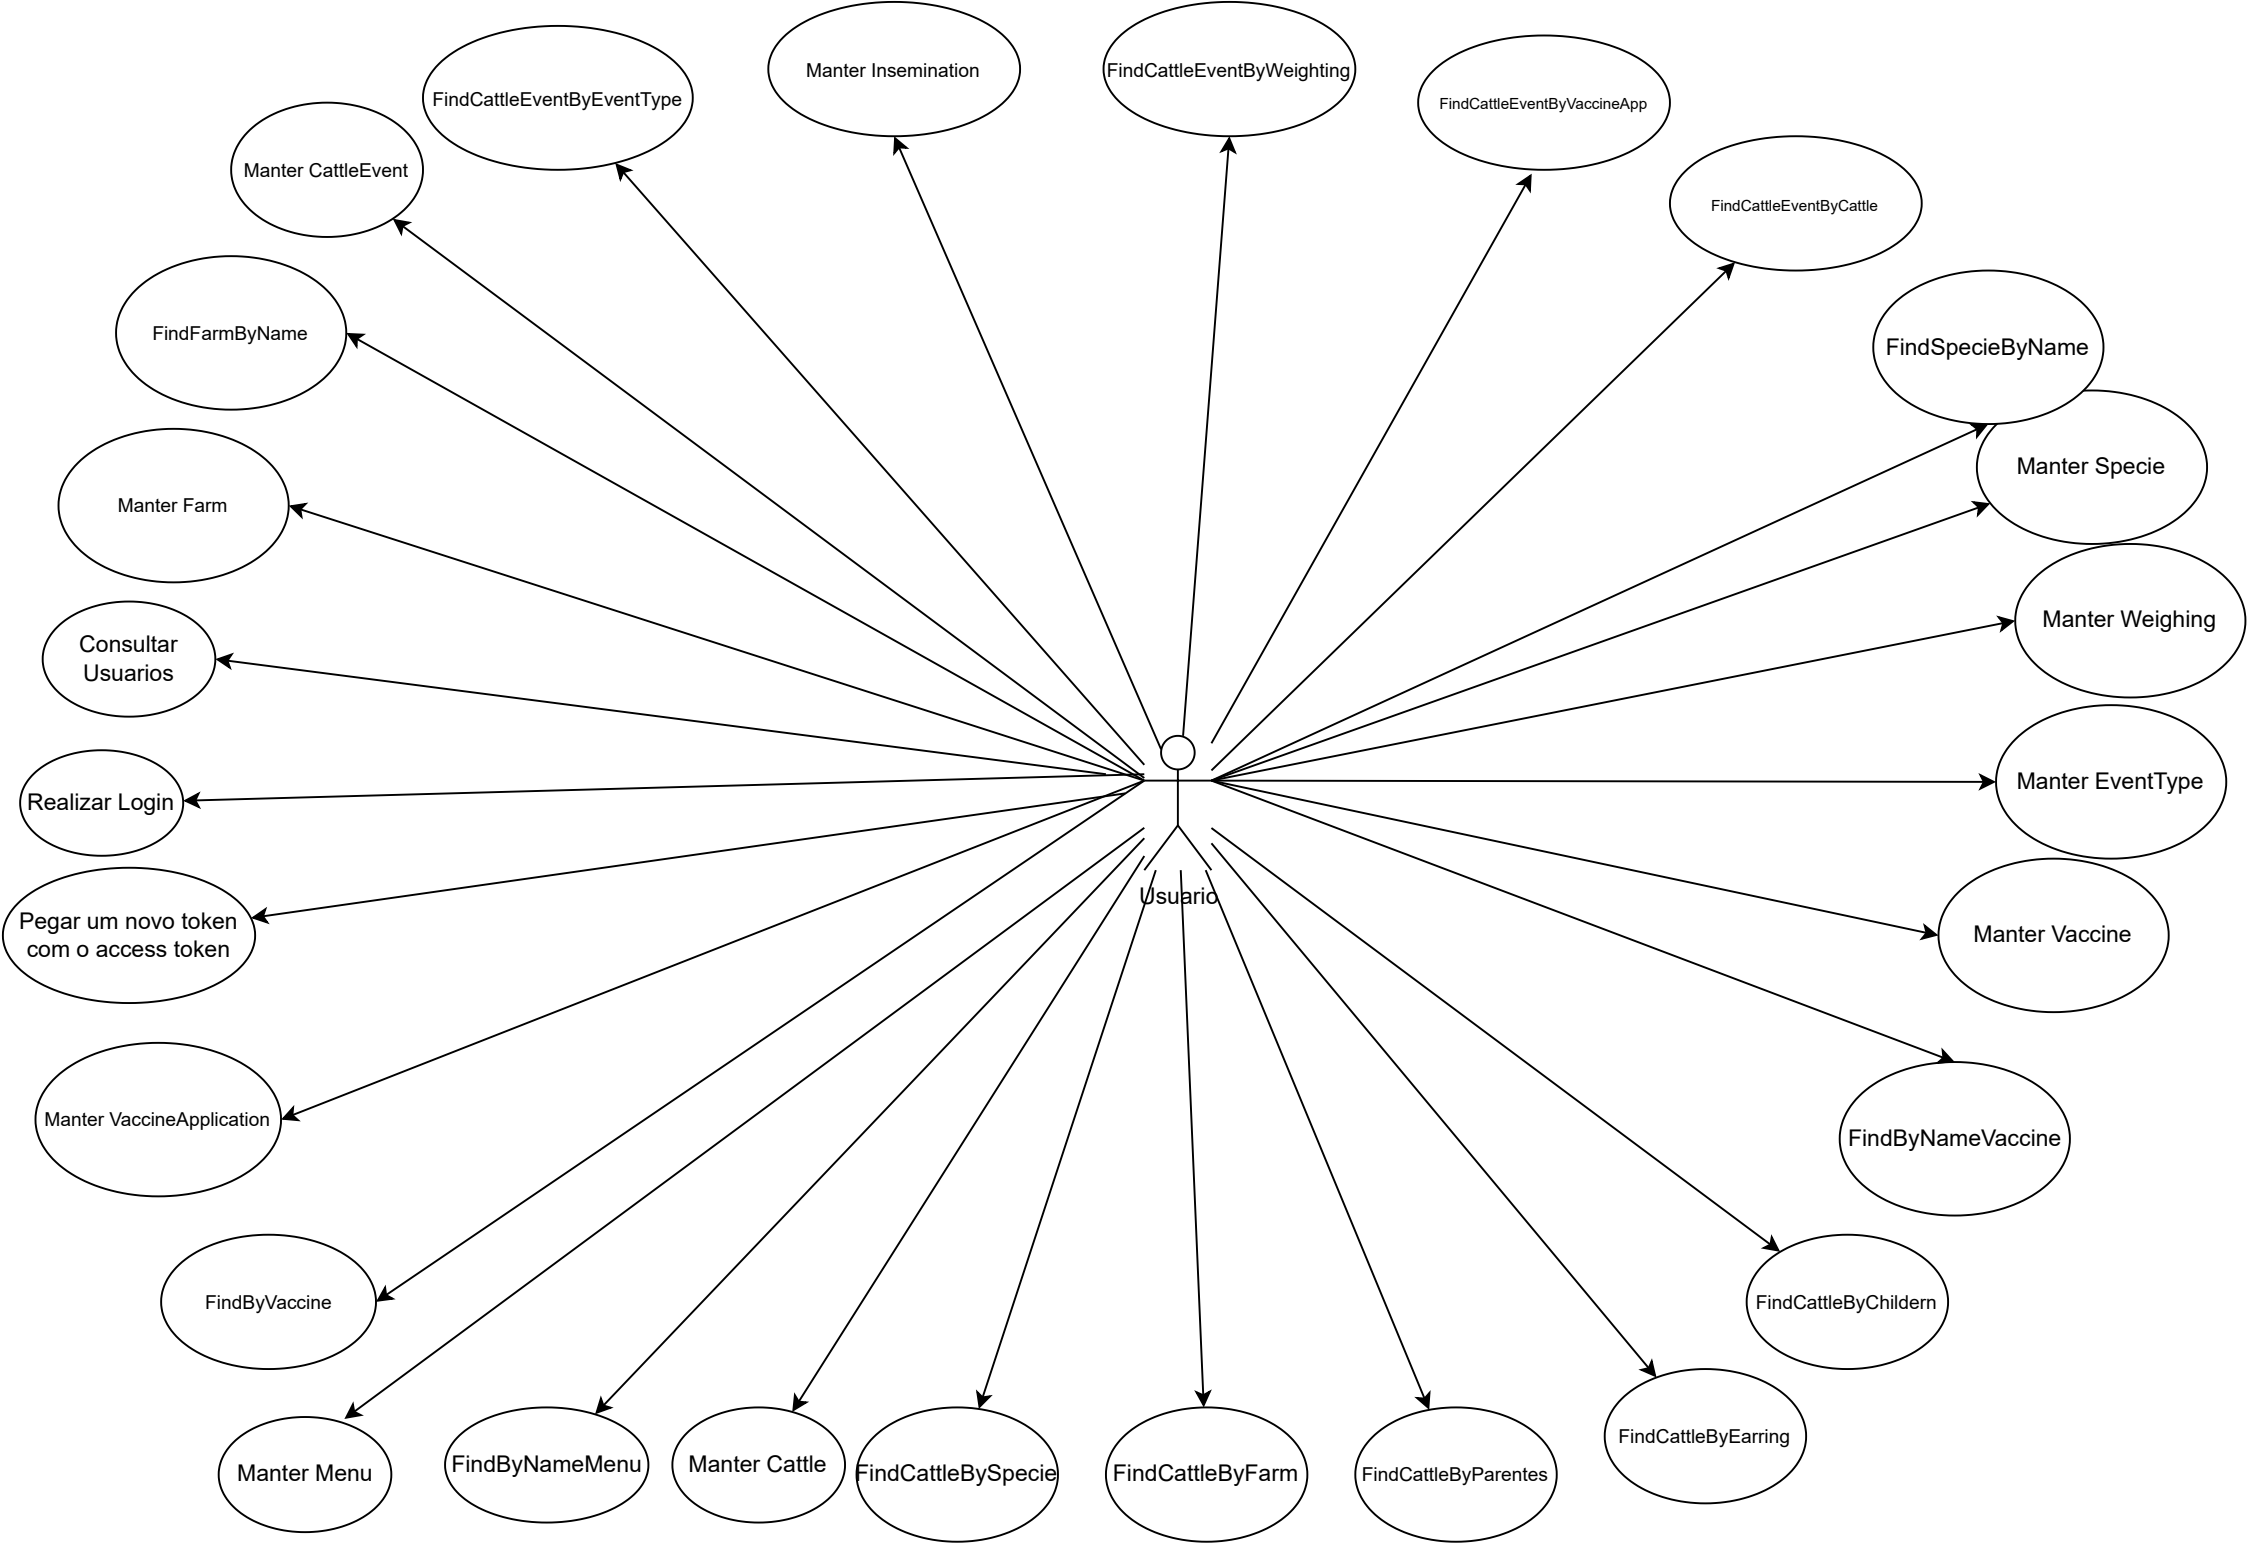 Manter Insemination
FindCattleEventByWeighting
FindCattleEventByEventType
FindCattleEventByVaccineApp
Manter CattleEvent
FindCattleEventByCattle
FindFarmByName
FindSpecieByName
Manter Specie
Manter Farm
Manter Weighing
Consultar
Usuarios
Manter EventType
Realizar Login
Usuario
Pegar um novo token
com o access token
Manter Vaccine
Manter VaccineApplication
FindByNameVaccine
FindByVaccine
FindCattleByChildern
FindCattleByEarring
Manter Menu
FindByNameMenu
Manter Cattle
FindCattleBySpecie
FindCattleByFarm
FindCattleByParentes